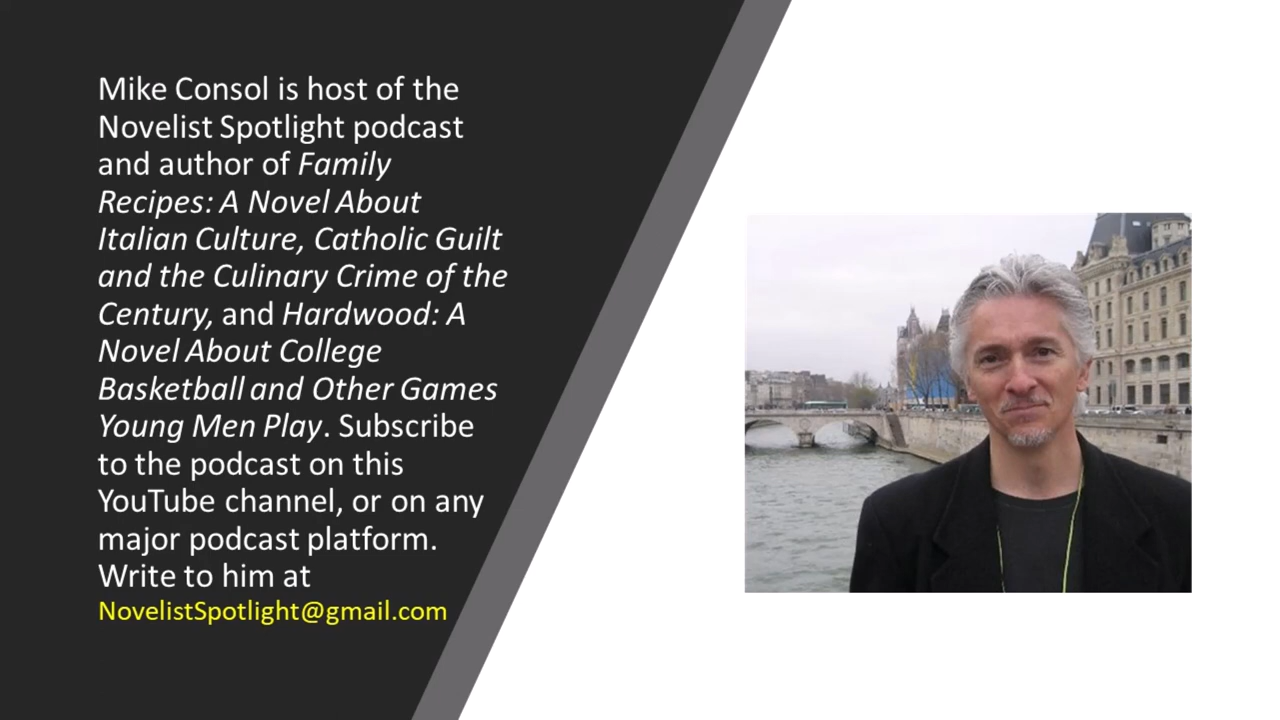 Mike Consol is host of the
Novelist Spotlight podcast
and author of Family
Recipes: A Novel About
Italian Culture, Catholic Guilt
and the Culinary Crime of the
Century, and Hardwood: A
Novel About College
Basketball and Other Games
Young Men Play. Subscribe
to the podcast on this
YouTube channel, or on any
major podcast platform.
Write to him at
NovelistSpotlight@gmail.com